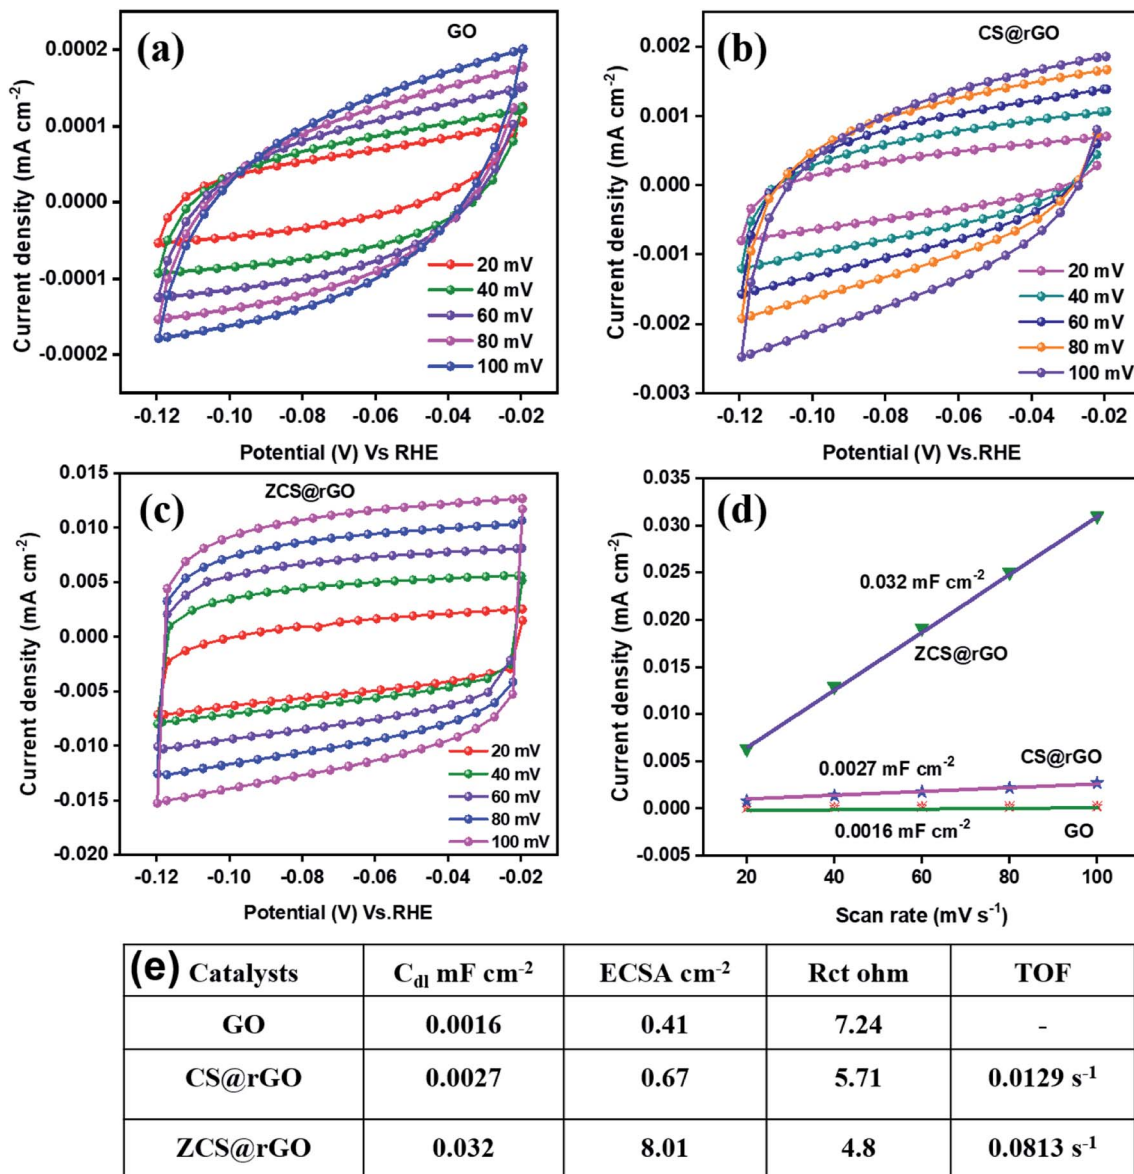 (a)
GO
0.0002
0.0001
0.0000
-0.0001
-0.0002
Current density (mA cm-2)
20 mV
40 mV
60 mV
80 mV
100 mV
-0.12 -0.10 -0.08 -0.06 -0.04 -0.02
Potential (V) Vs RHE
(b)
CS@rGO
0.002
0.001
0.000
-0.001
-0.002
-0.003
Current density (mA cm-2)
20 mV
40 mV
60 mV
80 mV
100 mV
-0.12 -0.10 -0.08 -0.06 -0.04 -0.02
Potential (V) Vs.RHE
(c)
ZCS@rGO
0.015
0.010
0.005
0.000
-0.005
-0.010
-0.015
-0.020
Current density (mA cm-2)
20 mV
40 mV
60 mV
80 mV
100 mV
-0.12 -0.10 -0.08 -0.06 -0.04 -0.02
Potential (V) Vs.RHE
(d)
0.035
0.030
0.025
0.020
0.015
0.010
0.005
0.000
-0.005
Current density (mA cm-2)
0.032 mF cm-2
ZCS@rGO
CS@rGO
0.0027 mF cm-2
0.0016 mF cm-2
GO
20 40 60 80 100
Scan rate (mV s-1)
(e) Catalysts Cdl mF cm-2 ECSA cm-2 Rct ohm TOF
GO 0.0016 0.41 7.24 -
CS@rGO 0.0027 0.67 5.71 0.0129 s-1
ZCS@rGO 0.032 8.01 4.8 0.0813 s-1